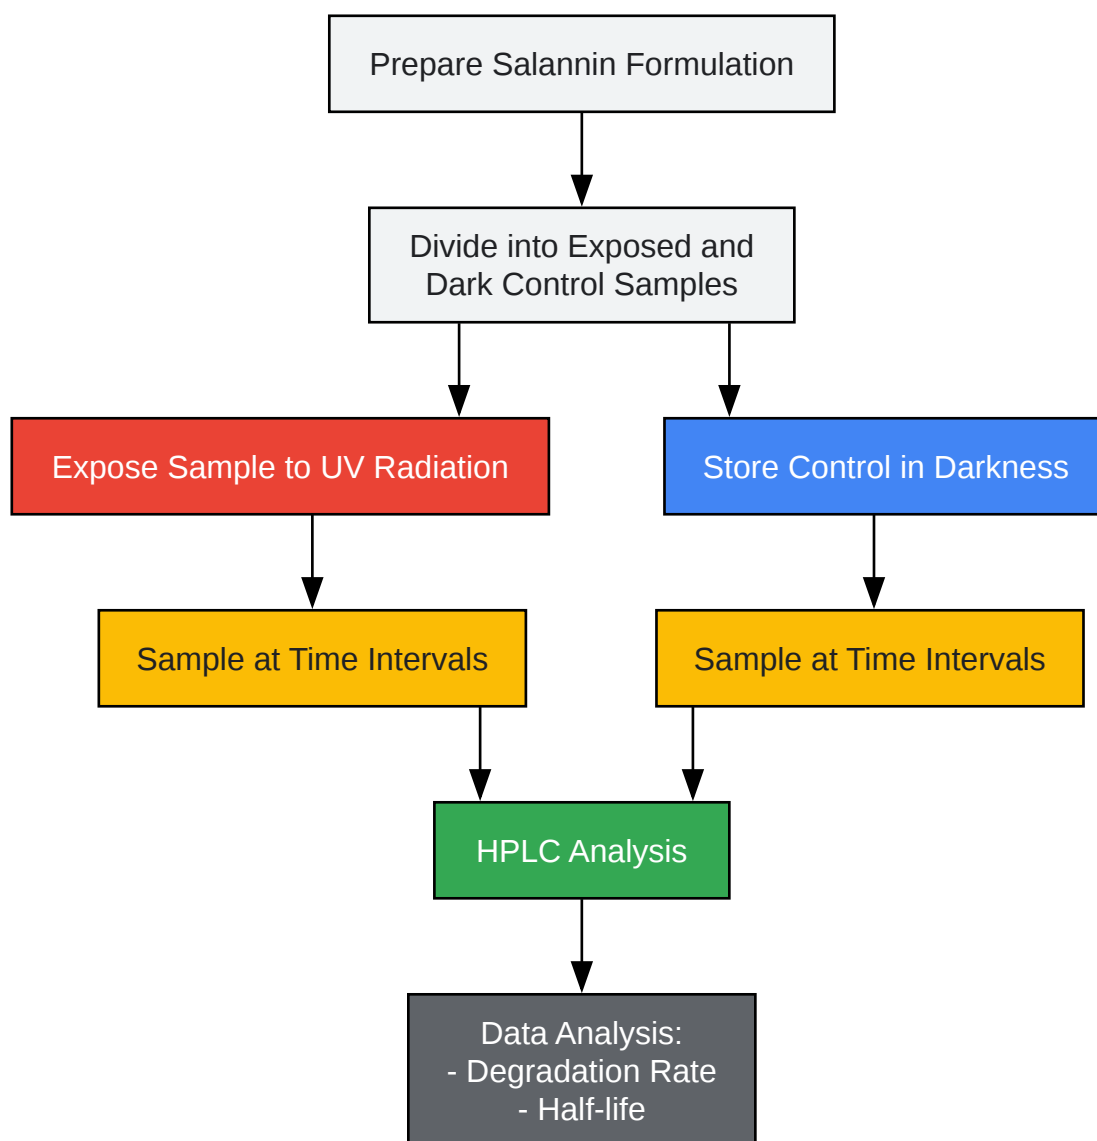 Prepare Salannin Formulation
Divide into Exposed and
Dark Control Samples
Expose Sample to UV Radiation
Store Control in Darkness
Sample at Time Intervals
Sample at Time Intervals
HPLC Analysis
Data Analysis:
- Degradation Rate
- Half-life